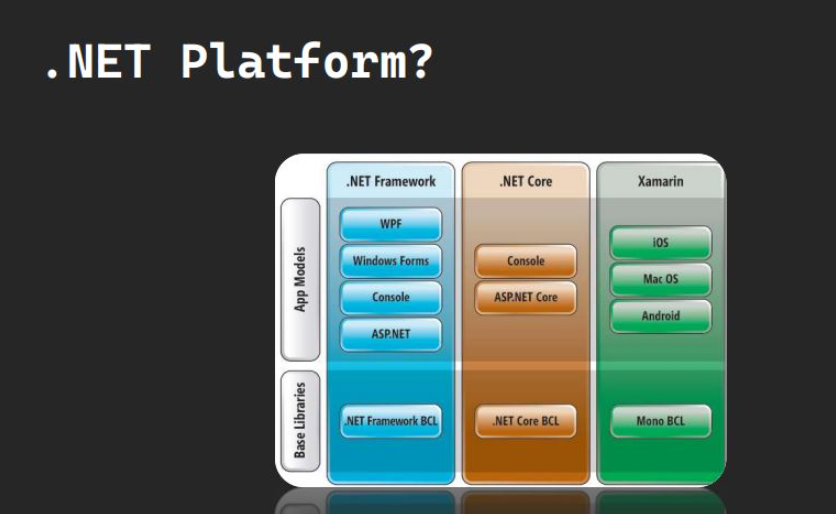 .NET Platform?
.NET Framework
.NET Core
Xamarin
App Models
WPF
Windows Forms
Console
ASP.NET
Console
ASP.NET Core
iOS
Mac OS
Android
Base Libraries
.NET Framework BCL
.NET Core BCL
Mono BCL